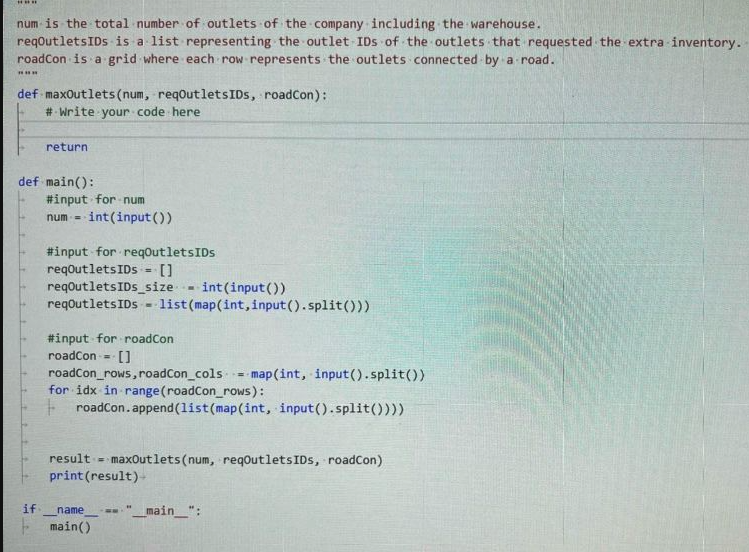 """
num is the total number of outlets of the company including the warehouse.
reqOutletsIDs is a list representing the outlet IDs of the outlets that requested the extra inventory.
roadCon is a grid where each row represents the outlets connected by a road.
"""
def maxOutlets(num, reqOutletsIDs, roadCon):
# Write your code here
return
def main():
#input for num
num = int(input())
#input for reqOutletsIDs
reqOutletsIDs = []
reqOutletsIDs_size = int(input())
reqOutletsIDs = list(map(int,input().split()))
#input for roadCon
roadCon = []
roadCon_rows,roadCon_cols = map(int, input().split())
for idx in range(roadCon_rows):
roadCon.append(list(map(int, input().split())))
result = maxOutlets(num, reqOutletsIDs, roadCon)
print(result)
if __name__ == "__main__":
main()